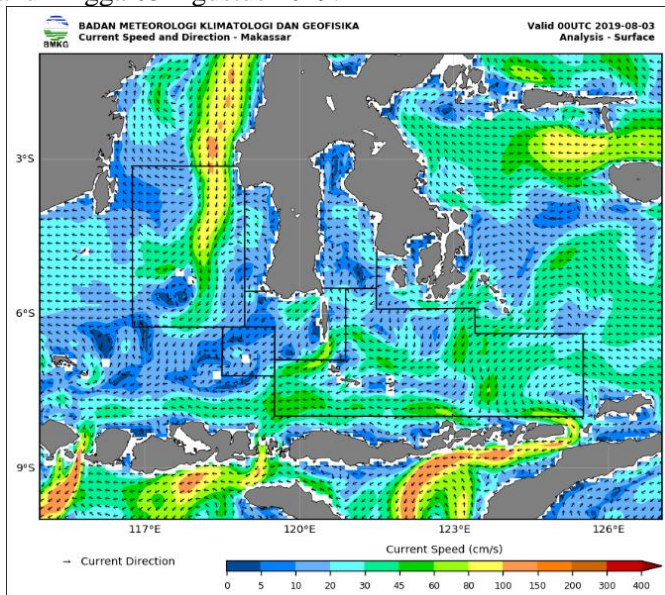 BADAN METEOROLOGI KLIMATOLOGI DAN GEOFISIKA
Current Speed and Direction - Makassar
Valid 00UTC 2019-08-03
Analysis - Surface
BMKG
3°S
6°S
9°S
117°E 120°E 123°E 126°E
Current Direction
Current Speed (cm/s)
0 5 10 20 30 45 60 80 100 150 200 300 400